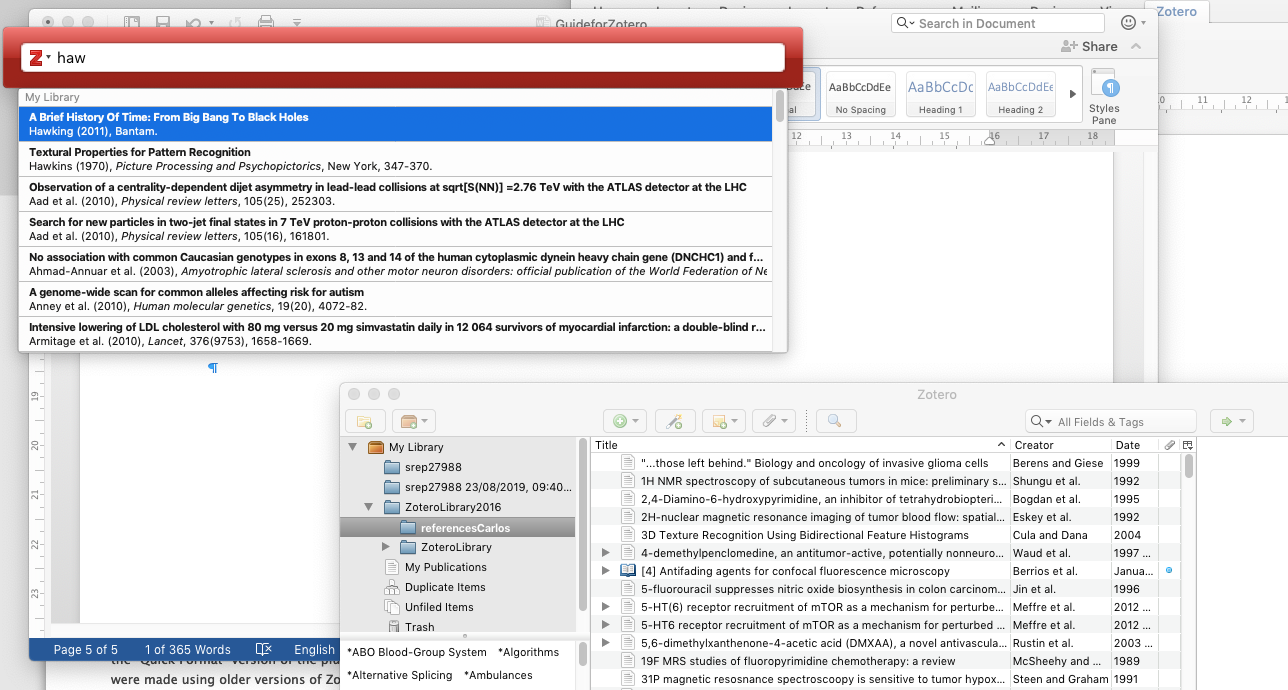 Zotero
GuideforZotero
Search in Document
Share
haw
AaBbCcDdEe
No Spacing
AaBbCcDc
Heading 1
AaBbCcDdEe
Heading 2
Styles
Pane
10 11 12
12 13 14 15 16 17 18
My Library
A Brief History Of Time: From Big Bang To Black Holes
Hawking (2011), Bantam.
Textural Properties for Pattern Recognition
Hawkins (1970), Picture Processing and Psychopictorics, New York, 347-370.
Observation of a centrality-dependent dijet asymmetry in lead-lead collisions at sqrt[S(NN)] =2.76 TeV with the ATLAS detector at the LHC
Aad et al. (2010), Physical review letters, 105(25), 252303.
Search for new particles in two-jet final states in 7 TeV proton-proton collisions with the ATLAS detector at the LHC
Aad et al. (2010), Physical review letters, 105(16), 161801.
No association with common Caucasian genotypes in exons 8, 13 and 14 of the human cytoplasmic dynein heavy chain gene (DNCHC1) and f...
Ahmad-Annuar et al. (2003), Amyotrophic lateral sclerosis and other motor neuron disorders: official publication of the World Federation of Ne
A genome-wide scan for common alleles affecting risk for autism
Anney et al. (2010), Human molecular genetics, 19(20), 4072-82.
Intensive lowering of LDL cholesterol with 80 mg versus 20 mg simvastatin daily in 12 064 survivors of myocardial infarction: a double-blind r...
Armitage et al. (2010), Lancet, 376(9753), 1658-1669.
¶
19
20
21
22
23
Zotero
All Fields & Tags
My Library
srep27988
srep27988 23/08/2019, 09:40...
ZoteroLibrary2016
referencesCarlos
ZoteroLibrary
My Publications
Duplicate Items
Unfiled Items
Trash
*ABO Blood-Group System *Algorithms
*Alternative Splicing *Ambulances
Title Creator Date
"...those left behind." Biology and oncology of invasive glioma cells Berens and Giese 1999
1H NMR spectroscopy of subcutaneous tumors in mice: preliminary s... Shungu et al. 1992
2,4-Diamino-6-hydroxypyrimidine, an inhibitor of tetrahydrobiopteri... Bogdan et al. 1995
2H-nuclear magnetic resonance imaging of tumor blood flow: spatial... Eskey et al. 1992
3D Texture Recognition Using Bidirectional Feature Histograms Cula and Dana 2004
4-demethylpenclomedine, an antitumor-active, potentially nonneuro... Waud et al. 1997 ...
[4] Antifading agents for confocal fluorescence microscopy Berrios et al. Janua...
5-fluorouracil suppresses nitric oxide biosynthesis in colon carcinom... Jin et al. 1996
5-HT(6) receptor recruitment of mTOR as a mechanism for perturbe... Meffre et al. 2012 ...
5-HT6 receptor recruitment of mTOR as a mechanism for perturbed ... Meffre et al. 2012 ...
5,6-dimethylxanthenone-4-acetic acid (DMXAA), a novel antivascula... Rustin et al. 2003 ...
19F MRS studies of fluoropyrimidine chemotherapy: a review McSheehy and ... 1989
31P magnetic resosnance spectroscoopy is sensitive to tumor hypox... Steen and Graham 1991
Page 5 of 5 1 of 365 Words English
were made using older versions of Zo